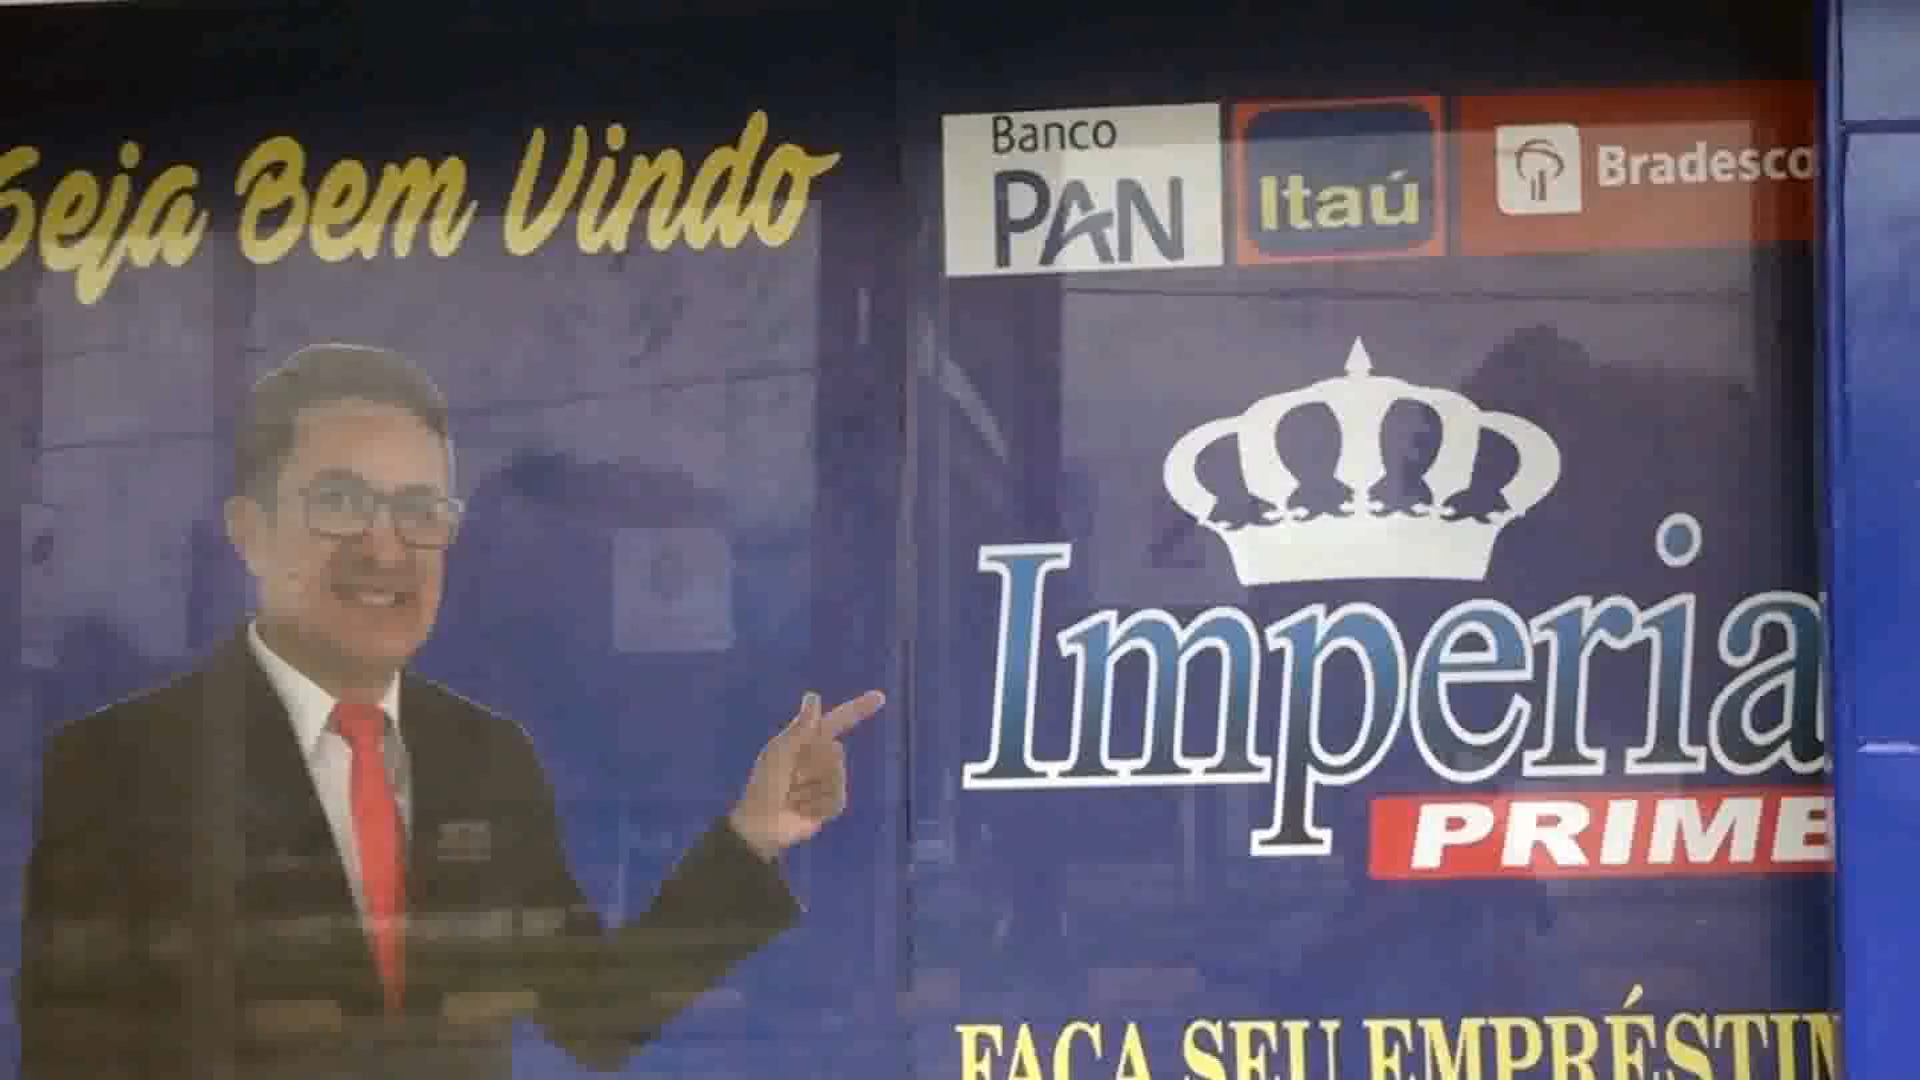 Seja Bem Vindo
Banco
PAN
Itaú
Bradesco
Imperia
PRIME
FAÇA SEU EMPRÉSTIM